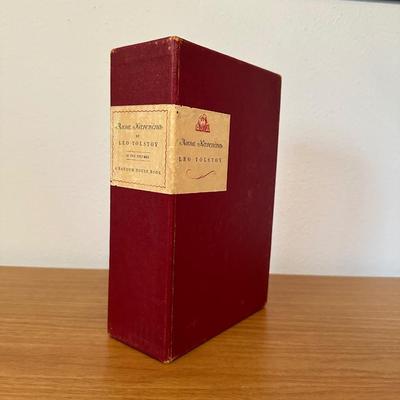 Anna Karenina
BY
LEO TOLSTOY
IN TWO VOLUMES
A RANDOM HOUSE BOOK
Anna Karenina
LEO TOLSTOY